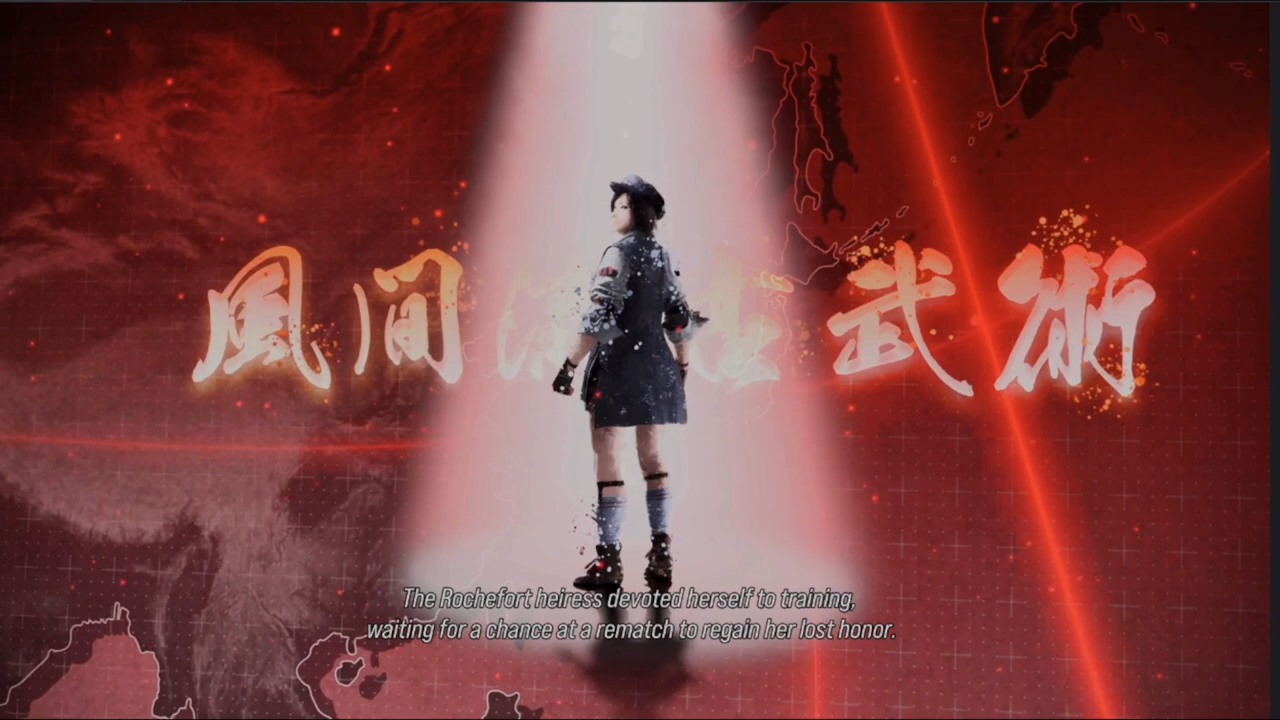 風間 武術
The Rochefort heiress devoted herself to training,
waiting for a chance at a rematch to regain her lost honor.